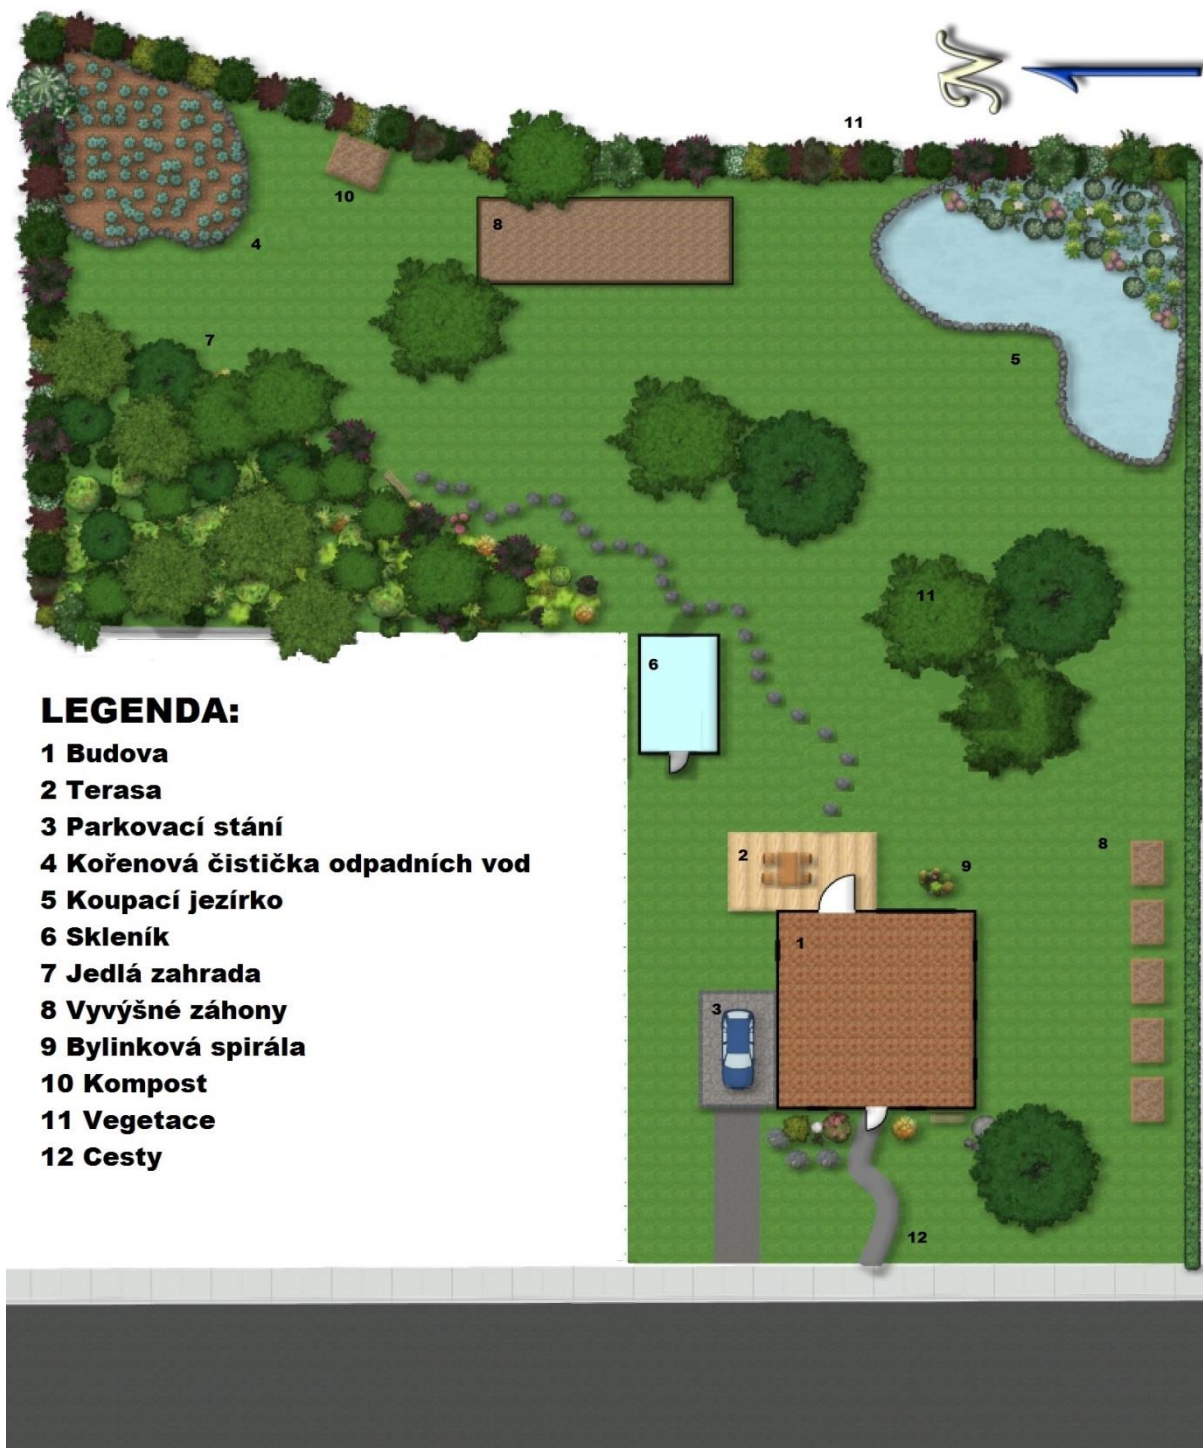 N
11
10
8
4
7
5
11
6
LEGENDA:
1 Budova
2 Terasa
3 Parkovací stání
4 Kořenová čistička odpadních vod
5 Koupací jezírko
6 Skleník
7 Jedlá zahrada
8 Vyvýšné záhony
9 Bylinková spirála
10 Kompost
11 Vegetace
12 Cesty
2
8
9
1
3
12